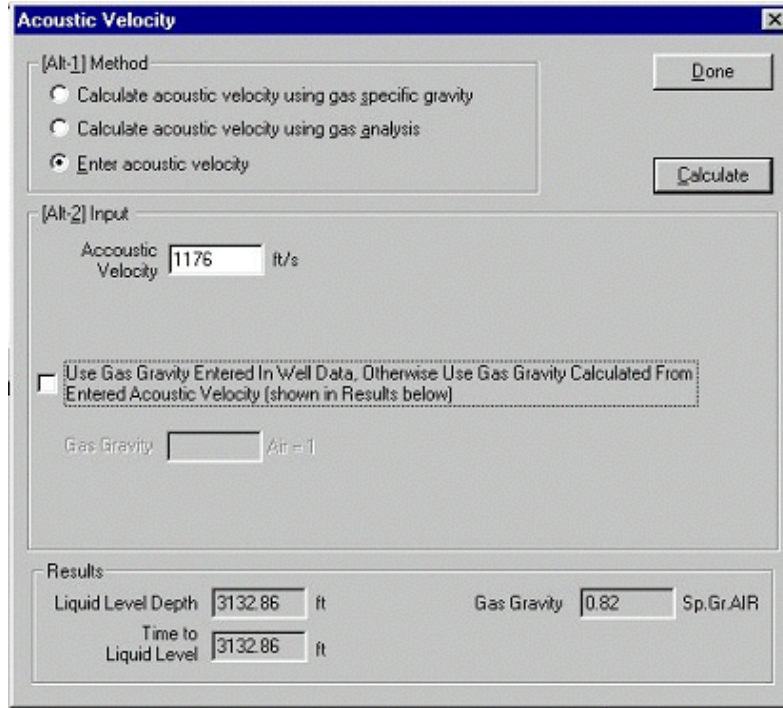 Acoustic Velocity
[Alt-1] Method
Done
Calculate acoustic velocity using gas specific gravity
Calculate acoustic velocity using gas analysis
Enter acoustic velocity
Calculate
[Alt-2] Input
Accoustic
Velocity 1176 ft/s
Use Gas Gravity Entered In Well Data, Otherwise Use Gas Gravity Calculated From
Entered Acoustic Velocity (shown in Results below)
Gas Gravity Air = 1
Results
Liquid Level Depth 3132.86 ft Gas Gravity 0.82 Sp.Gr.AIR
Time to
Liquid Level 3132.86 ft